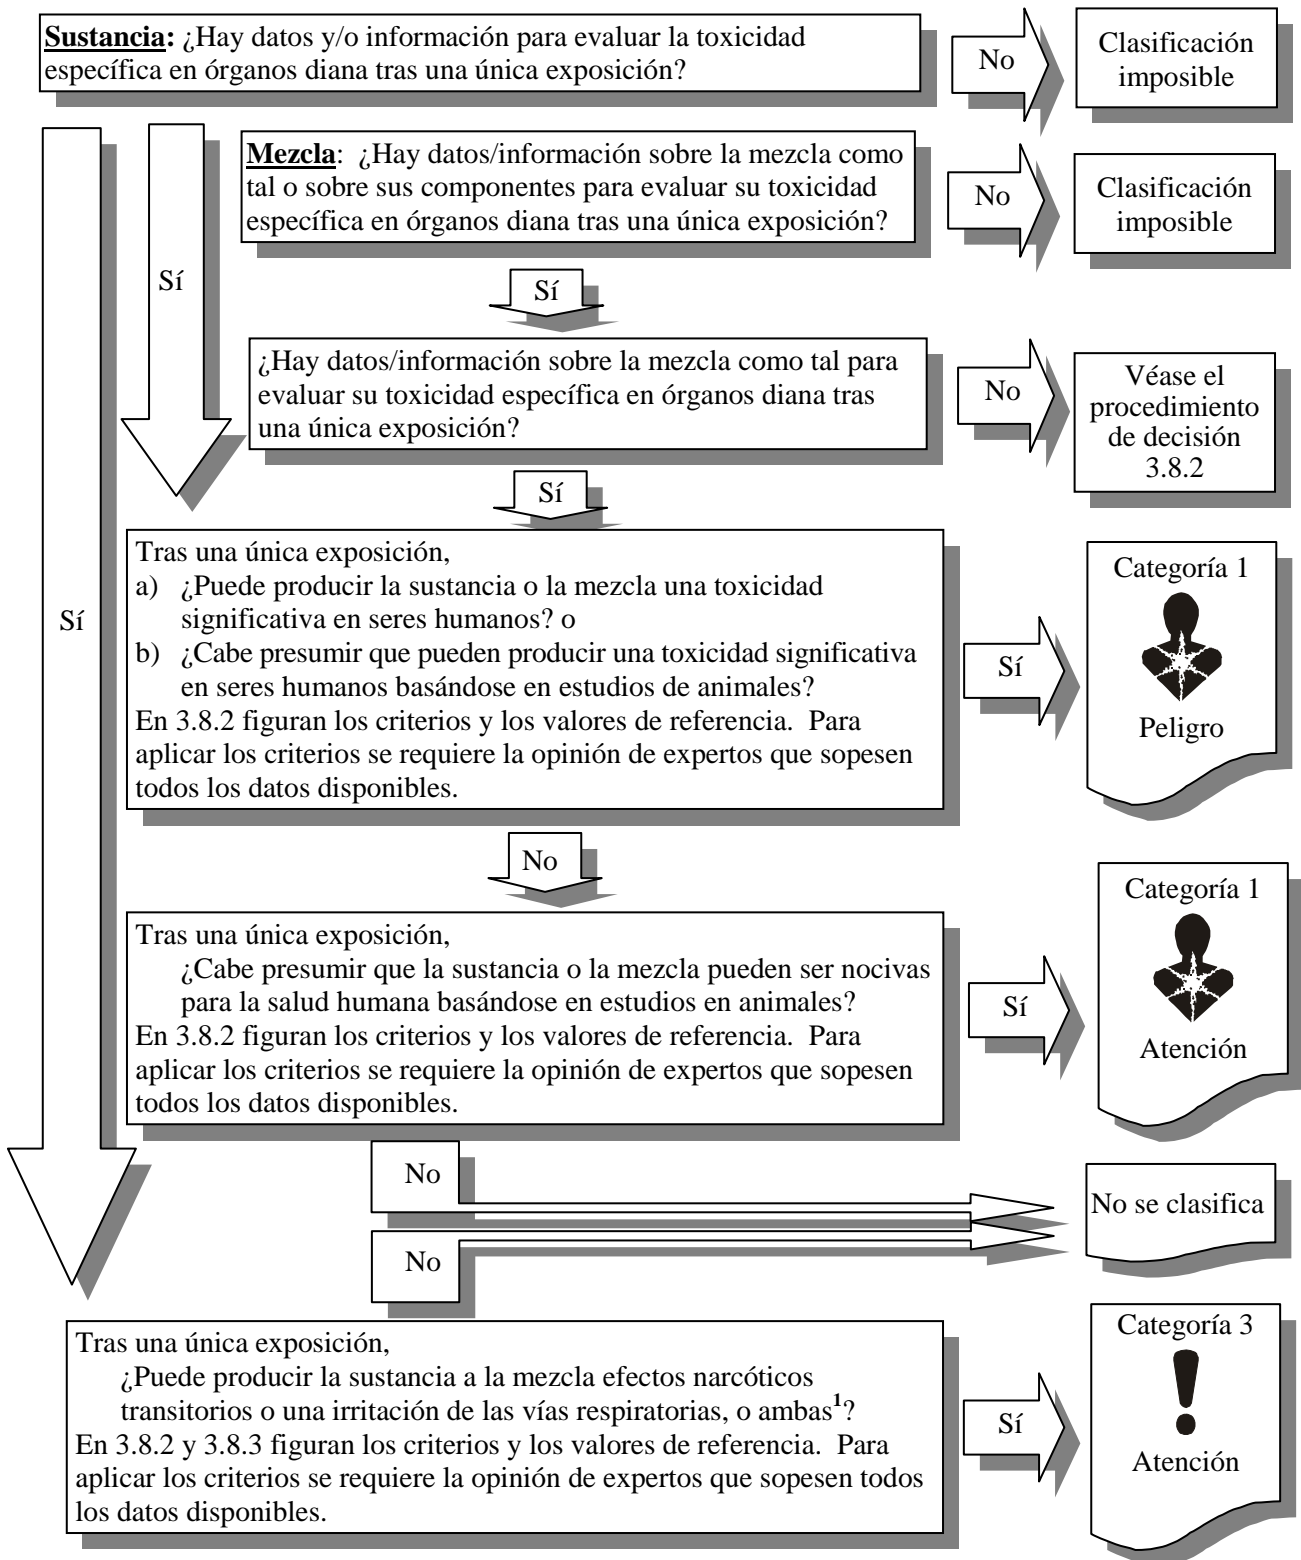 Sustancia: ¿Hay datos y/o información para evaluar la toxicidad
específica en órganos diana tras una única exposición?
No
Clasificación
imposible
Mezcla: ¿Hay datos/información sobre la mezcla como
tal o sobre sus componentes para evaluar su toxicidad
específica en órganos diana tras una única exposición?
No
Clasificación
imposible
Sí
Sí
¿Hay datos/información sobre la mezcla como tal para
evaluar su toxicidad específica en órganos diana tras
una única exposición?
No
Véase el
procedimiento
de decisión
3.8.2
Sí
Sí
Tras una única exposición,
a) ¿Puede producir la sustancia o la mezcla una toxicidad
significativa en seres humanos? o
b) ¿Cabe presumir que pueden producir una toxicidad significativa
en seres humanos basándose en estudios de animales?
En 3.8.2 figuran los criterios y los valores de referencia. Para
aplicar los criterios se requiere la opinión de expertos que sopesen
todos los datos disponibles.
Sí
Categoría 1
Peligro
No
Tras una única exposición,
¿Cabe presumir que la sustancia o la mezcla pueden ser nocivas
para la salud humana basándose en estudios en animales?
En 3.8.2 figuran los criterios y los valores de referencia. Para
aplicar los criterios se requiere la opinión de expertos que sopesen
todos los datos disponibles.
Sí
Categoría 1
Atención
No
No se clasifica
No
Tras una única exposición,
¿Puede producir la sustancia a la mezcla efectos narcóticos
transitorios o una irritación de las vías respiratorias, o ambas1?
En 3.8.2 y 3.8.3 figuran los criterios y los valores de referencia. Para
aplicar los criterios se requiere la opinión de expertos que sopesen todos
los datos disponibles.
Sí
Categoría 3
Atención